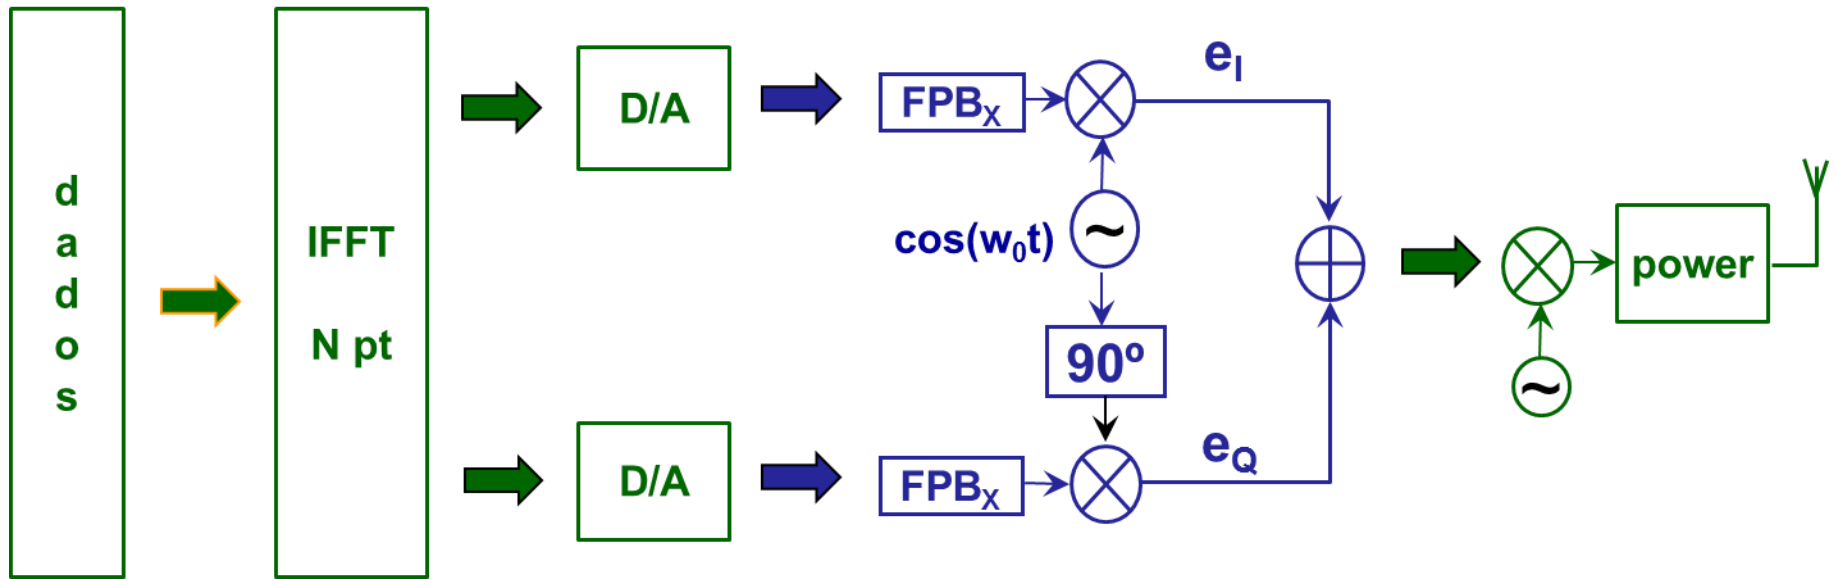 d
a
d
o
s
IFFT
N pt
D/A
D/A
FPBX
FPBX
eI
cos(w0t)
~
90º
eQ
~
power